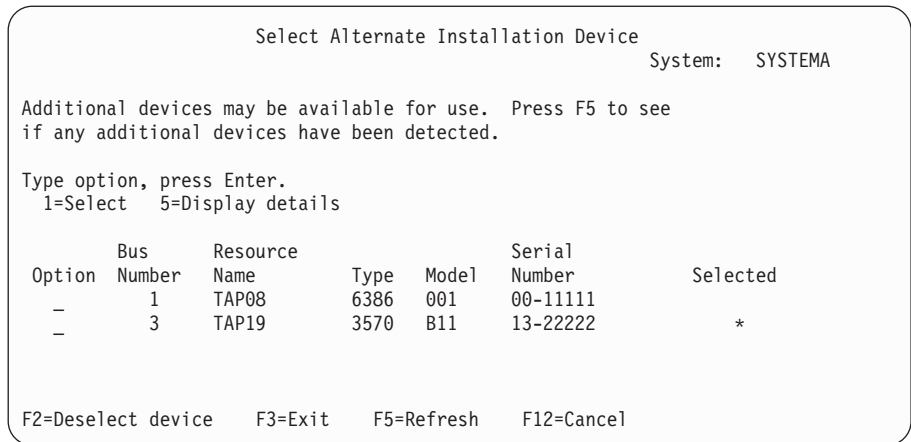 Select Alternate Installation Device
System:   SYSTEMA
Additional devices may be available for use.  Press F5 to see
if any additional devices have been detected.
Type option, press Enter.
1=Select   5=Display details
Bus   Resource   Serial
Option   Number   Name   Type   Model   Number   Selected
_   1   TAP08   6386   001   00-11111
_   3   TAP19   3570   B11   13-22222   *
F2=Deselect device   F3=Exit   F5=Refresh   F12=Cancel